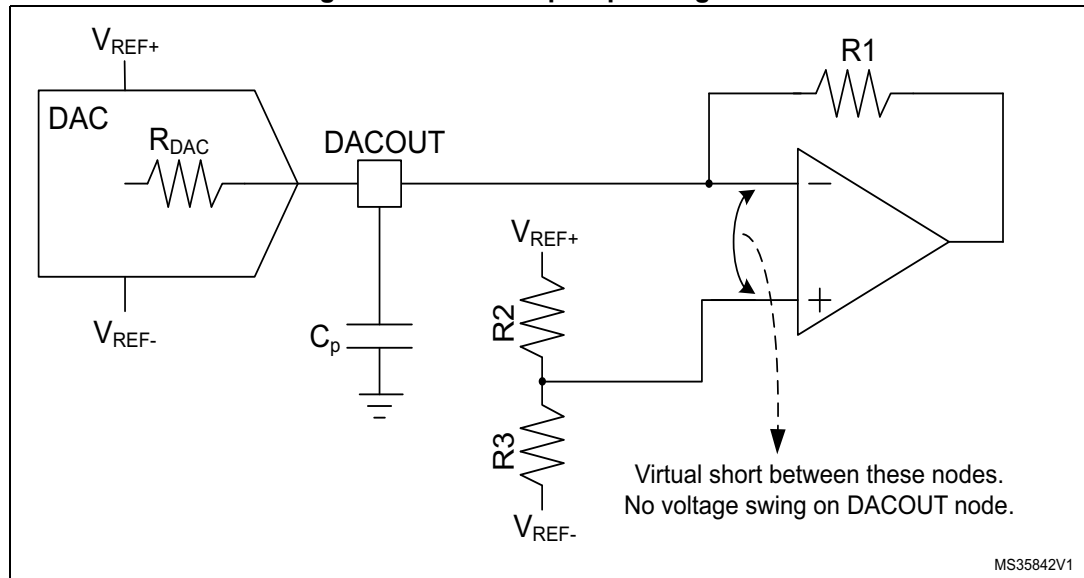 V_REF+
DAC
R_DAC
DACOUT
V_REF-
C_p
V_REF+
R2
R3
V_REF-
R1
−
+
Virtual short between these nodes.
No voltage swing on DACOUT node.
MS35842V1